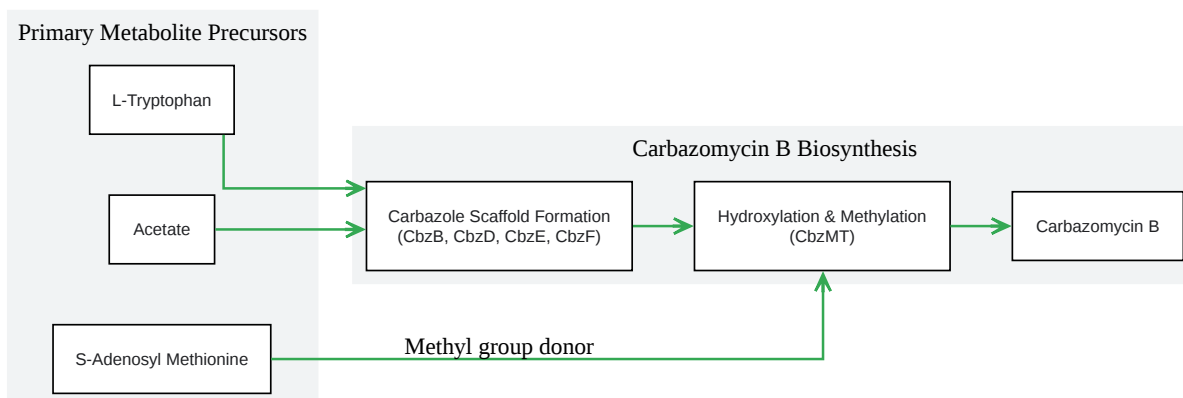 Primary Metabolite Precursors
L-Tryptophan
Acetate
S-Adenosyl Methionine
Methyl group donor
Carbazomycin B Biosynthesis
Carbazole Scaffold Formation
(CbzB, CbzD, CbzE, CbzF)
Hydroxylation & Methylation
(CbzMT)
Carbazomycin B